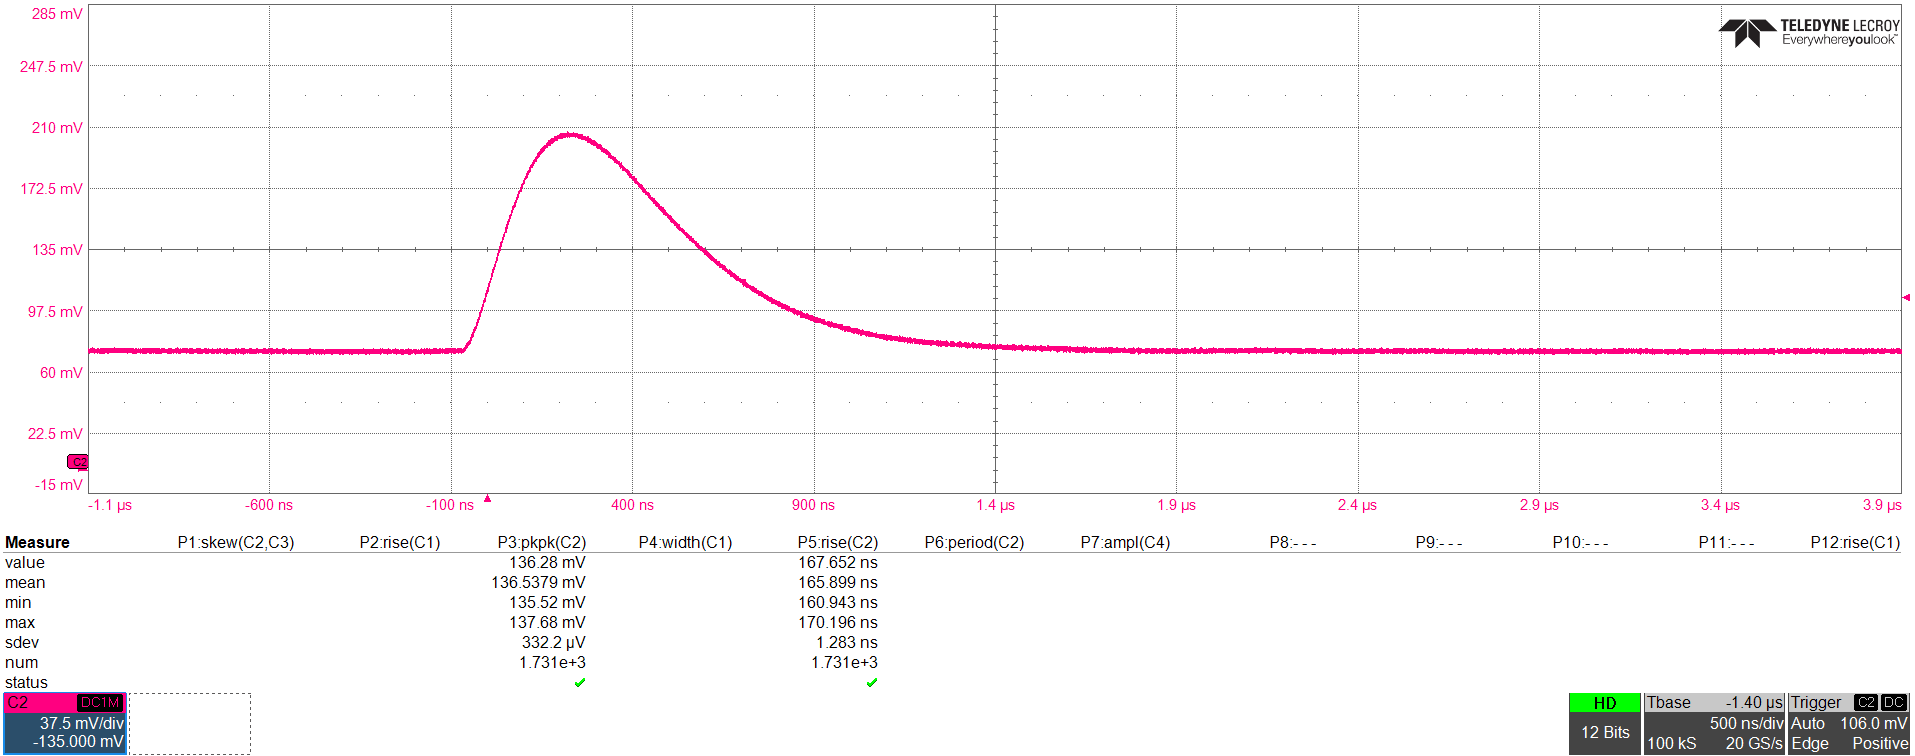 285 mV
TELEDYNE LECROY
Everywhereyoulook™
247.5 mV
210 mV
172.5 mV
135 mV
97.5 mV
60 mV
22.5 mV
C2
-15 mV
-1.1 µs -600 ns -100 ns 400 ns 900 ns 1.4 µs 1.9 µs 2.4 µs 2.9 µs 3.4 µs 3.9 µs
Measure P1:skew(C2,C3) P2:rise(C1) P3:pkpk(C2) P4:width(C1) P5:rise(C2) P6:period(C2) P7:ampl(C4) P8:- - - P9:- - - P10:- - - P11:- - - P12:rise(C1)
value 136.28 mV 167.652 ns
mean 136.5379 mV 165.899 ns
min 135.52 mV 160.943 ns
max 137.68 mV 170.196 ns
sdev 332.2 µV 1.283 ns
num 1.731e+3 1.731e+3
status
C2 DC1M
37.5 mV/div
-135.000 mV
HD
12 Bits
Tbase -1.40 µs
500 ns/div
100 kS 20 GS/s
Trigger C2 DC
Auto 106.0 mV
Edge Positive